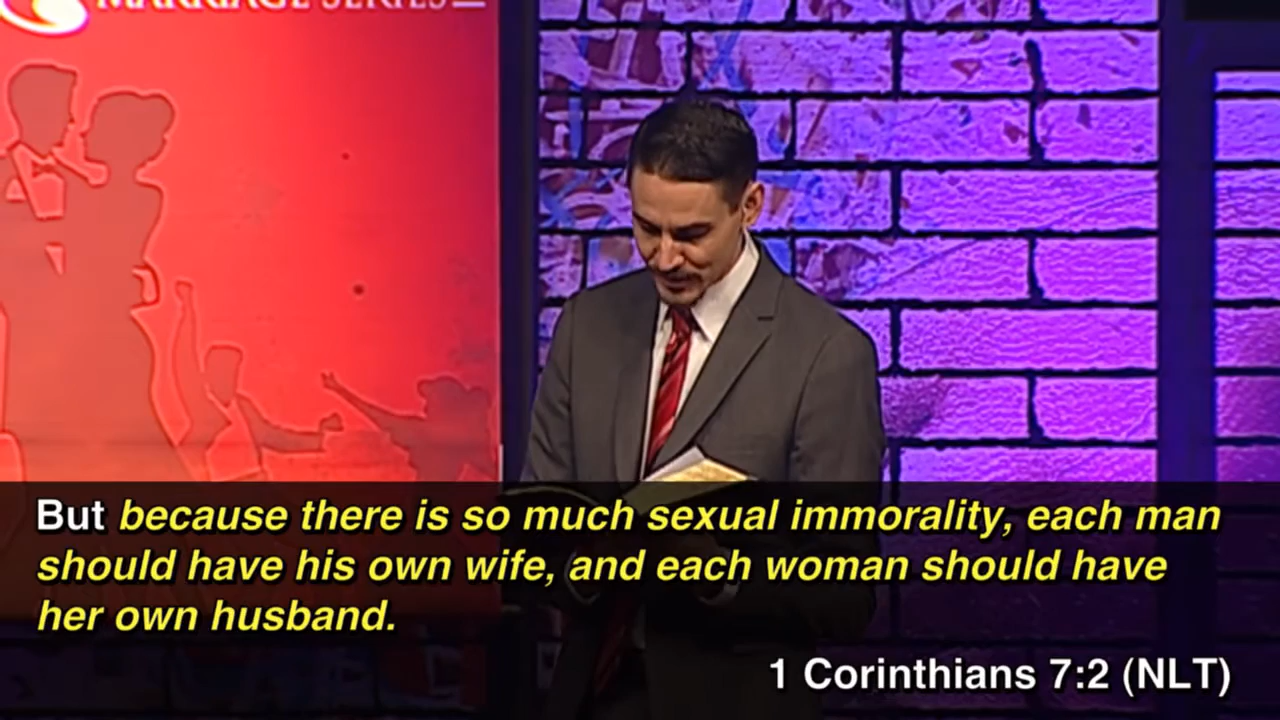 MARRIAGE SERIES
But because there is so much sexual immorality, each man
should have his own wife, and each woman should have
her own husband.
1 Corinthians 7:2 (NLT)